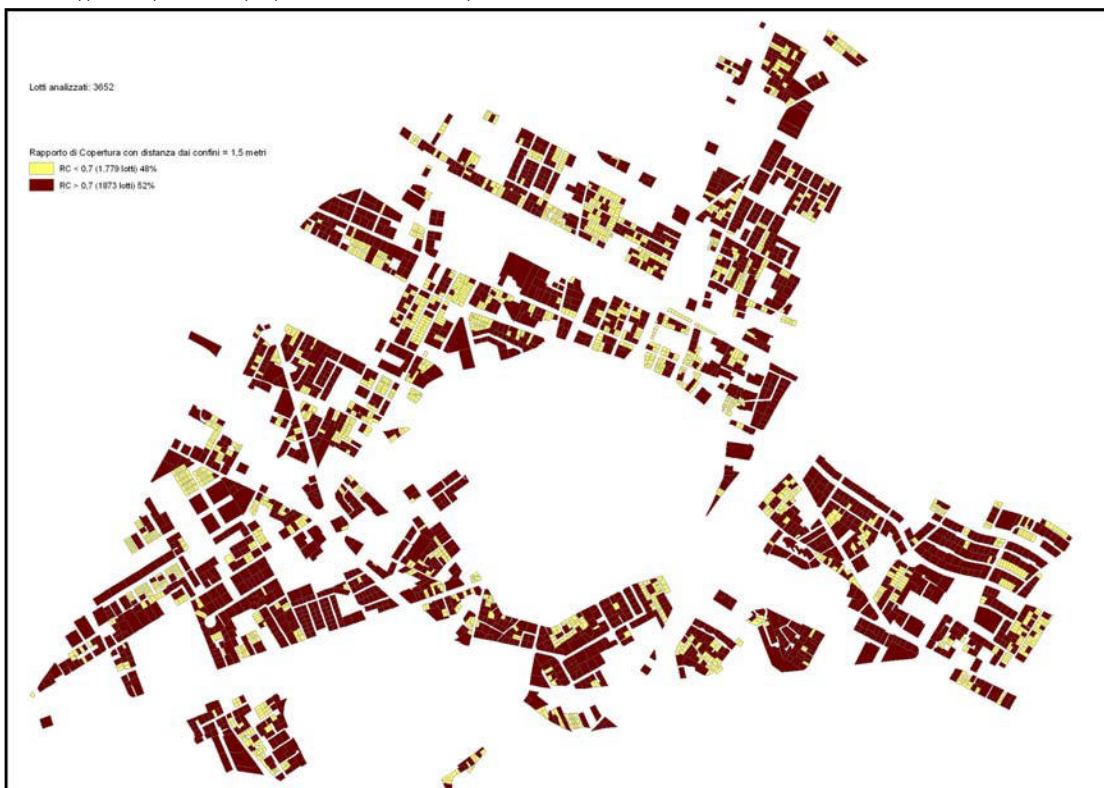 Lotti analizzati: 3652
Rapporto di Copertura con distanza dai confini = 1,5 metri
RC < 0,7 (1.779 lotti) 48%
RC > 0,7 (1873 lotti) 52%